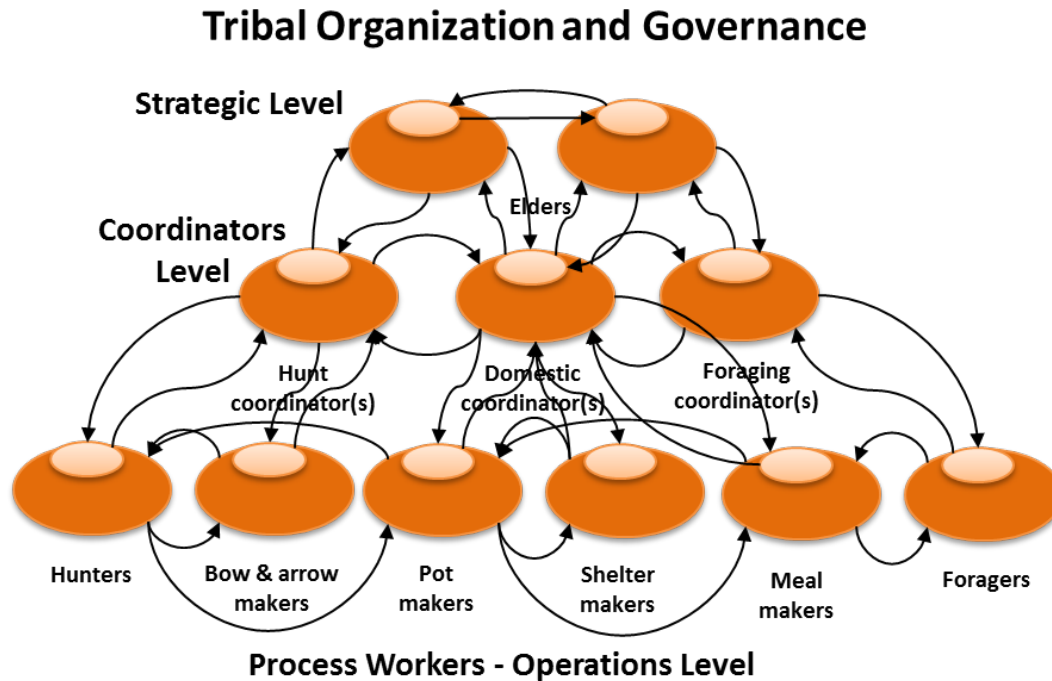 Tribal Organization and Governance
Strategic Level
Elders
Coordinators
Level
Hunt
coordinator(s)
Domestic
coordinator(s)
Foraging
coordinator(s)
Hunters
Bow & arrow
makers
Pot
makers
Shelter
makers
Meal
makers
Foragers
Process Workers - Operations Level